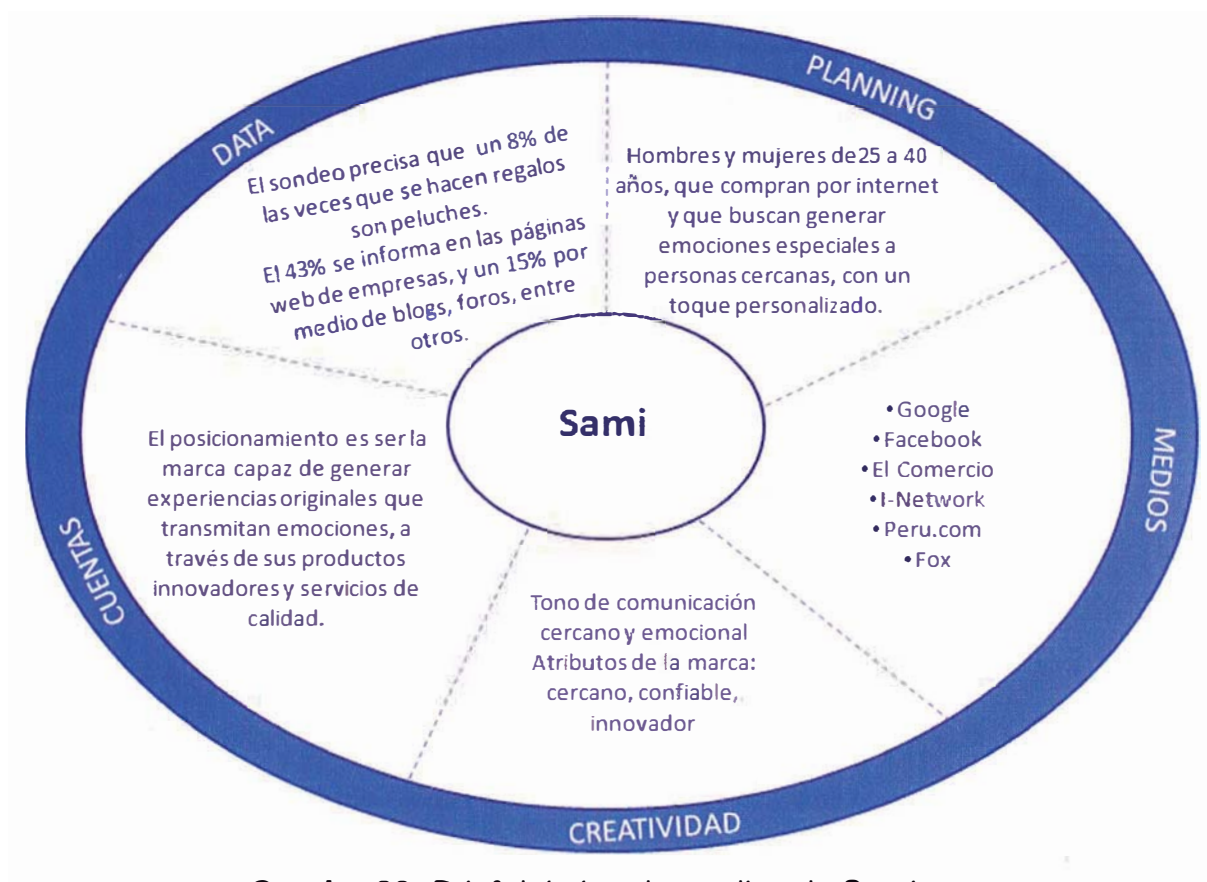 DATA
El sondeo precisa que un 8% de
las veces que se hacen regalos
son peluches.
El 43% se informa en las páginas
web de empresas, y un 15% por
medio de blogs, foros, entre
otros.
PLANNING
Hombres y mujeres de25 a 40
años, que compran por internet
y que buscan generar
emociones especiales a
personas cercanas, con un
toque personalizado.
MEDIOS
•Google
•Facebook
•El Comercio
•I-Network
•Peru.com
•Fox
CREATIVIDAD
Tono de comunicación
cercano y emocional
Atributos de la marca:
cercano, confiable,
innovador
CUENTAS
El posicionamiento es ser la
marca capaz de generar
experiencias originales que
transmitan emociones, a
través de sus productos
innovadores y servicios de
calidad.
Sami